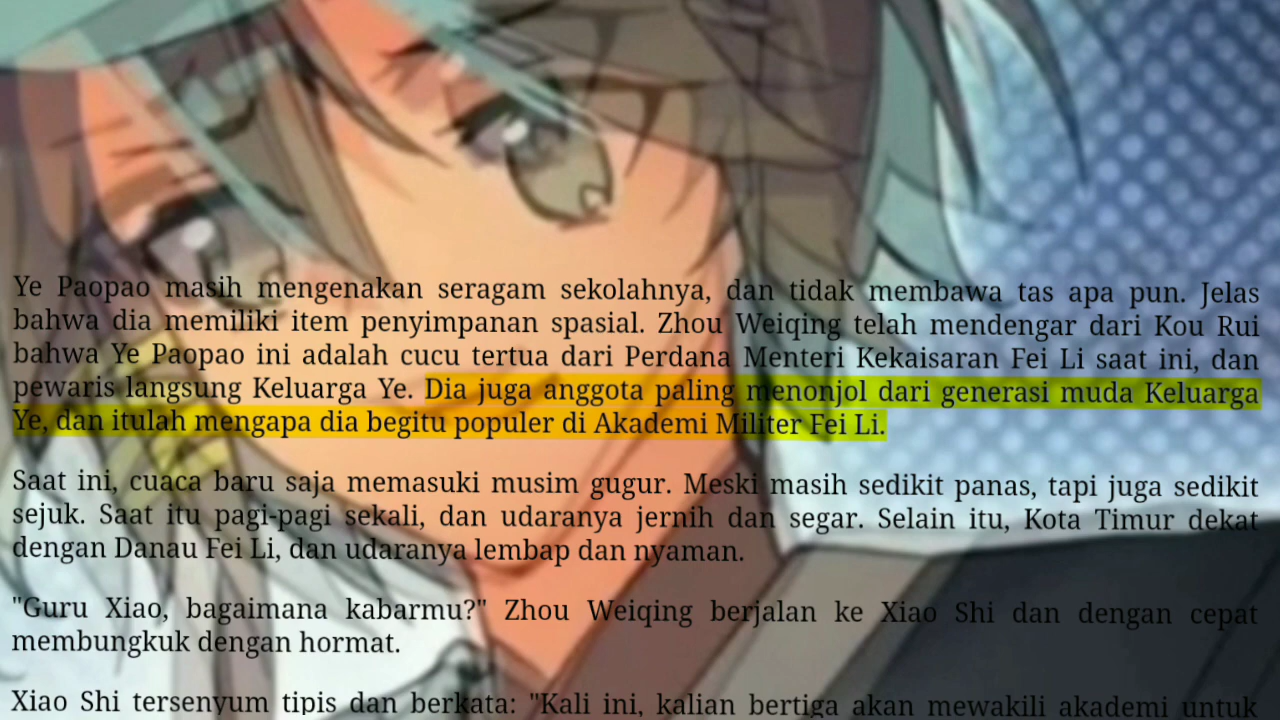 Ye Paopao masih mengenakan seragam sekolahnya, dan tidak membawa tas apa pun. Jelas
bahwa dia memiliki item penyimpanan spasial. Zhou Weiqing telah mendengar dari Kou Rui
bahwa Ye Paopao ini adalah cucu tertua dari Perdana Menteri Kekaisaran Fei Li saat ini, dan
pewaris langsung Keluarga Ye. Dia juga anggota paling menonjol dari generasi muda Keluarga
Ye, dan itulah mengapa dia begitu populer di Akademi Militer Fei Li.
Saat ini, cuaca baru saja memasuki musim gugur. Meski masih sedikit panas, tapi juga sedikit
sejuk. Saat itu pagi-pagi sekali, dan udaranya jernih dan segar. Selain itu, Kota Timur dekat
dengan Danau Fei Li, dan udaranya lembap dan nyaman.
"Guru Xiao, bagaimana kabarmu?" Zhou Weiqing berjalan ke Xiao Shi dan dengan cepat
membungkuk dengan hormat.
Xiao Shi tersenyum tipis dan berkata: "Kali ini, kalian bertiga akan mewakili akademi untuk